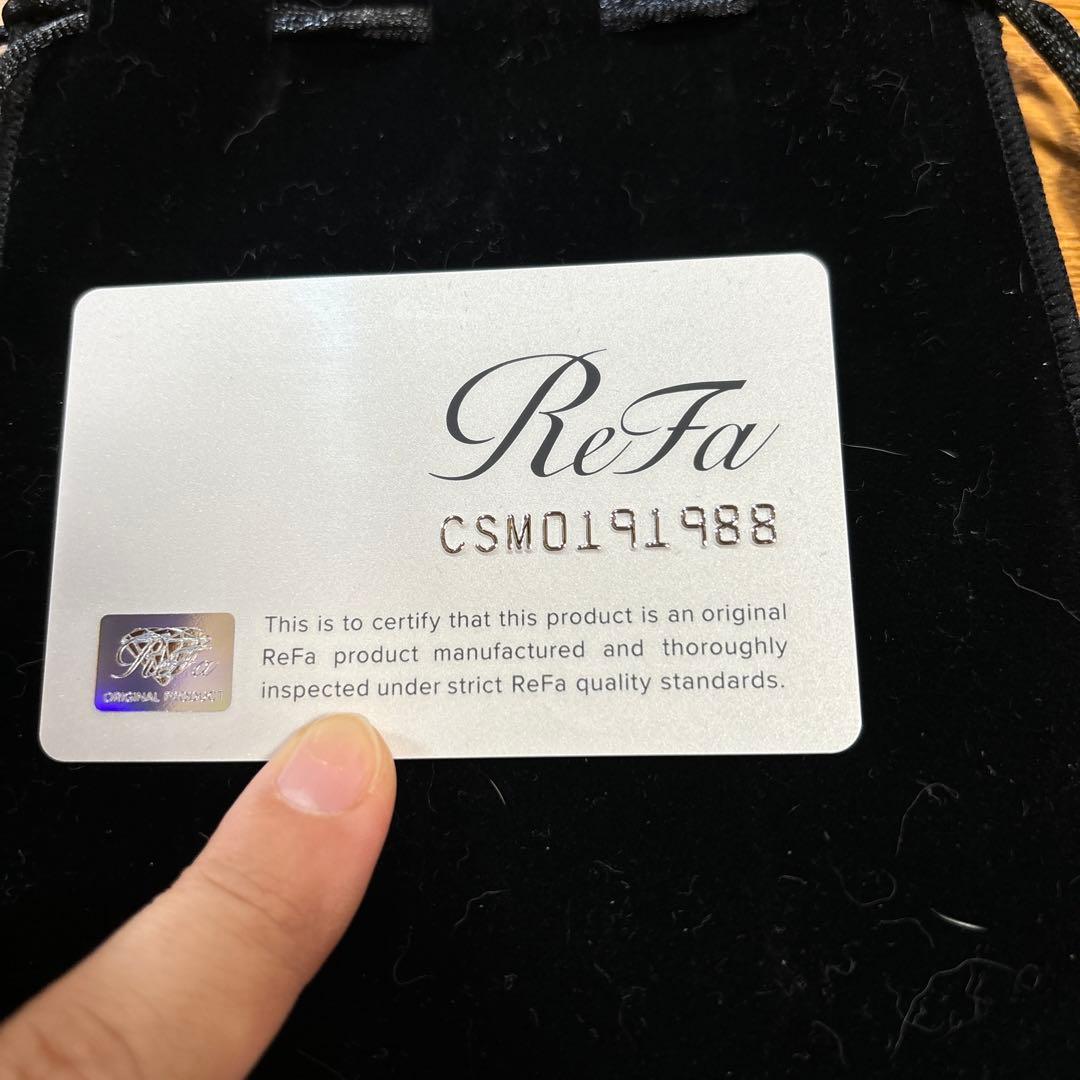 ReFa
CSM0191988
This is to certify that this product is an original
ReFa product manufactured and thoroughly
inspected under strict ReFa quality standards.
ReFa
ORIGINAL PRODUCT